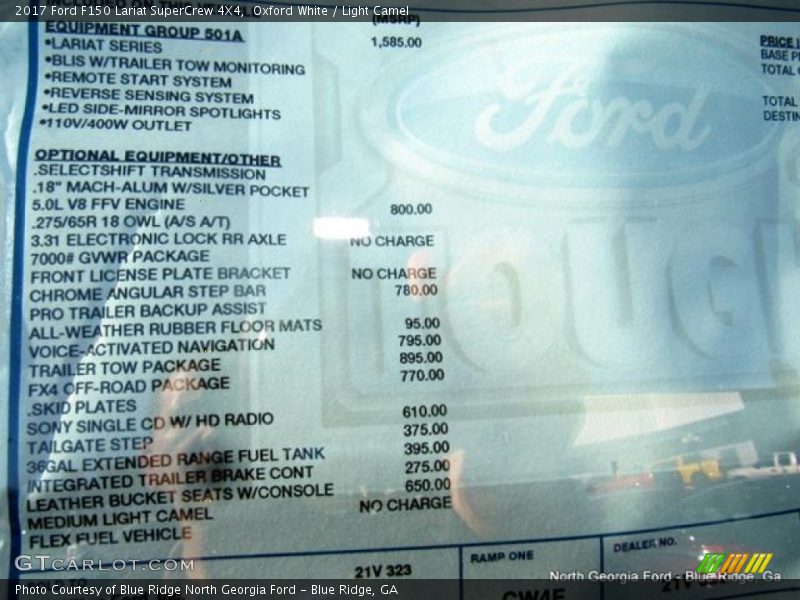 2017 Ford F150 Lariat SuperCrew 4X4, Oxford White / Light Camel
(MSRP)
EQUIPMENT GROUP 501A 1,585.00
•LARIAT SERIES
•BLIS W/TRAILER TOW MONITORING
•REMOTE START SYSTEM
•REVERSE SENSING SYSTEM
•LED SIDE-MIRROR SPOTLIGHTS
•110V/400W OUTLET
OPTIONAL EQUIPMENT/OTHER
.SELECTSHIFT TRANSMISSION
.18" MACH-ALUM W/SILVER POCKET
5.0L V8 FFV ENGINE 800.00
.275/65R 18 OWL (A/S A/T)
3.31 ELECTRONIC LOCK RR AXLE NO CHARGE
7000# GVWR PACKAGE
FRONT LICENSE PLATE BRACKET NO CHARGE
CHROME ANGULAR STEP BAR 780.00
PRO TRAILER BACKUP ASSIST
ALL-WEATHER RUBBER FLOOR MATS 95.00
VOICE-ACTIVATED NAVIGATION 795.00
TRAILER TOW PACKAGE 895.00
FX4 OFF-ROAD PACKAGE 770.00
.SKID PLATES
SONY SINGLE CD W/ HD RADIO 610.00
TAILGATE STEP 375.00
36GAL EXTENDED RANGE FUEL TANK 395.00
INTEGRATED TRAILER BRAKE CONT 275.00
LEATHER BUCKET SEATS W/CONSOLE 650.00
MEDIUM LIGHT CAMEL NO CHARGE
FLEX FUEL VEHICLE
Ford
TOUGH
PRICE
BASE
TOTAL
TOTAL
DESTIN
GTCARLOT.COM
21V 323
RAMP ONE
CW4E
DEALER NO.
North Georgia Ford - Blue Ridge, Ga
Photo Courtesy of Blue Ridge North Georgia Ford - Blue Ridge, GA